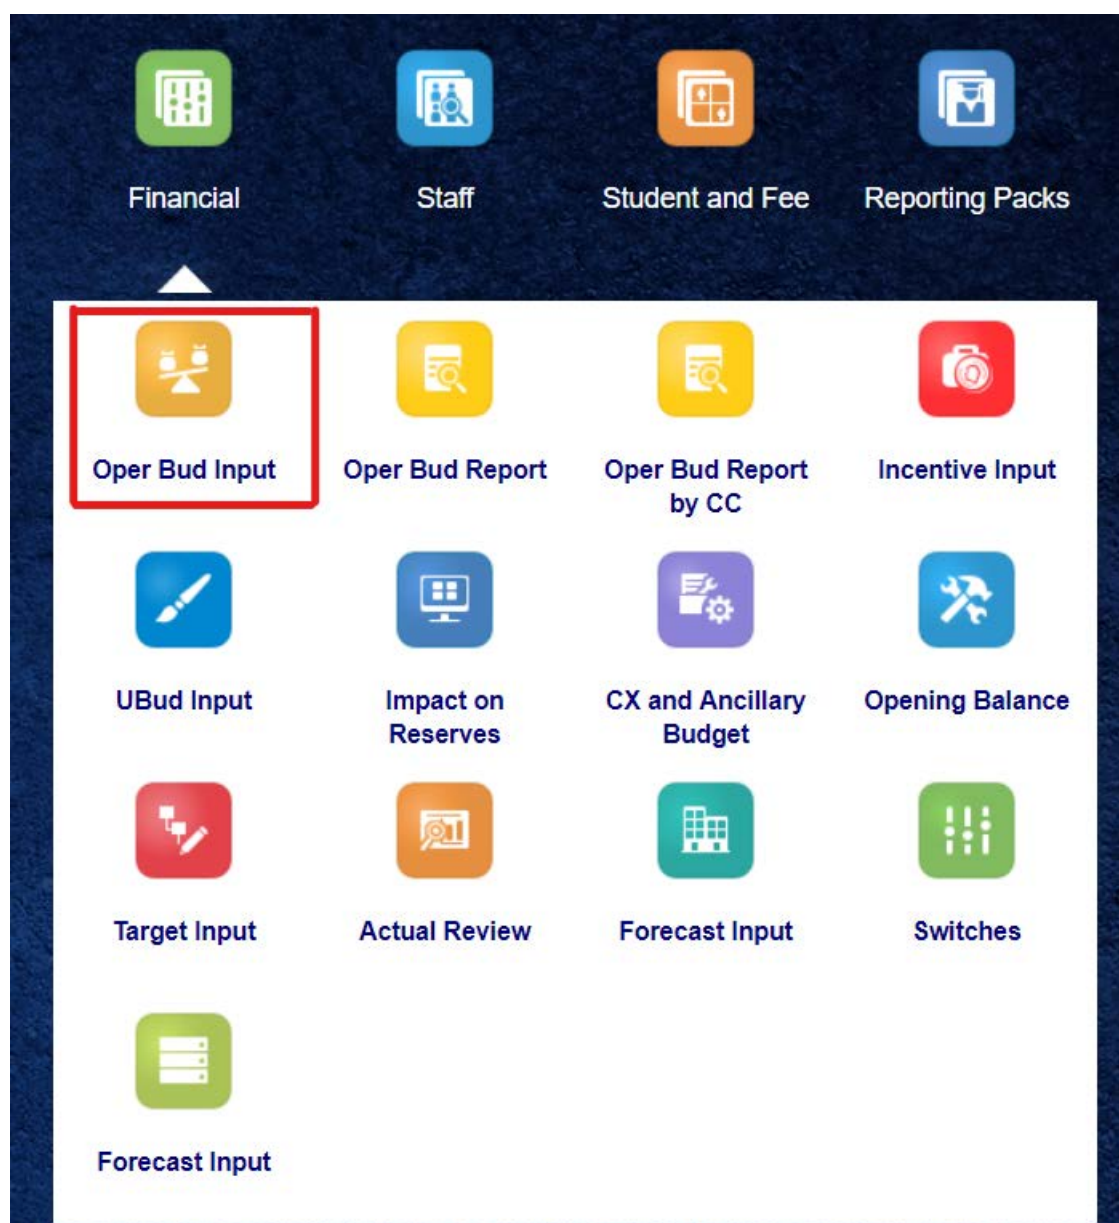 Financial
Staff
Student and Fee
Reporting Packs
Oper Bud Input
Oper Bud Report
Oper Bud Report
by CC
Incentive Input
UBud Input
Impact on
Reserves
CX and Ancillary
Budget
Opening Balance
Target Input
Actual Review
Forecast Input
Switches
Forecast Input